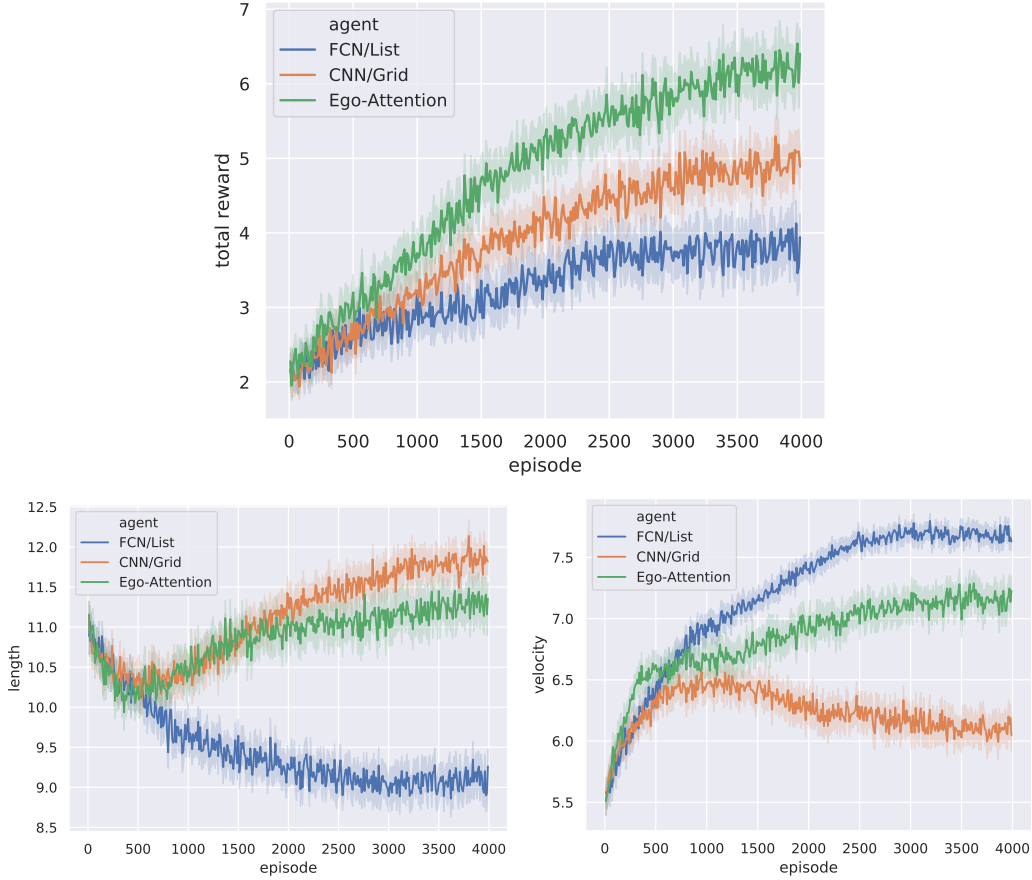 7
6
5
4
3
2
total reward
agent
FCN/List
CNN/Grid
Ego-Attention
0 500 1000 1500 2000 2500 3000 3500 4000
episode
12.5
12.0
11.5
11.0
10.5
10.0
9.5
9.0
8.5
length
agent
FCN/List
CNN/Grid
Ego-Attention
0 500 1000 1500 2000 2500 3000 3500 4000
episode
7.5
7.0
6.5
6.0
5.5
velocity
agent
FCN/List
CNN/Grid
Ego-Attention
0 500 1000 1500 2000 2500 3000 3500 4000
episode